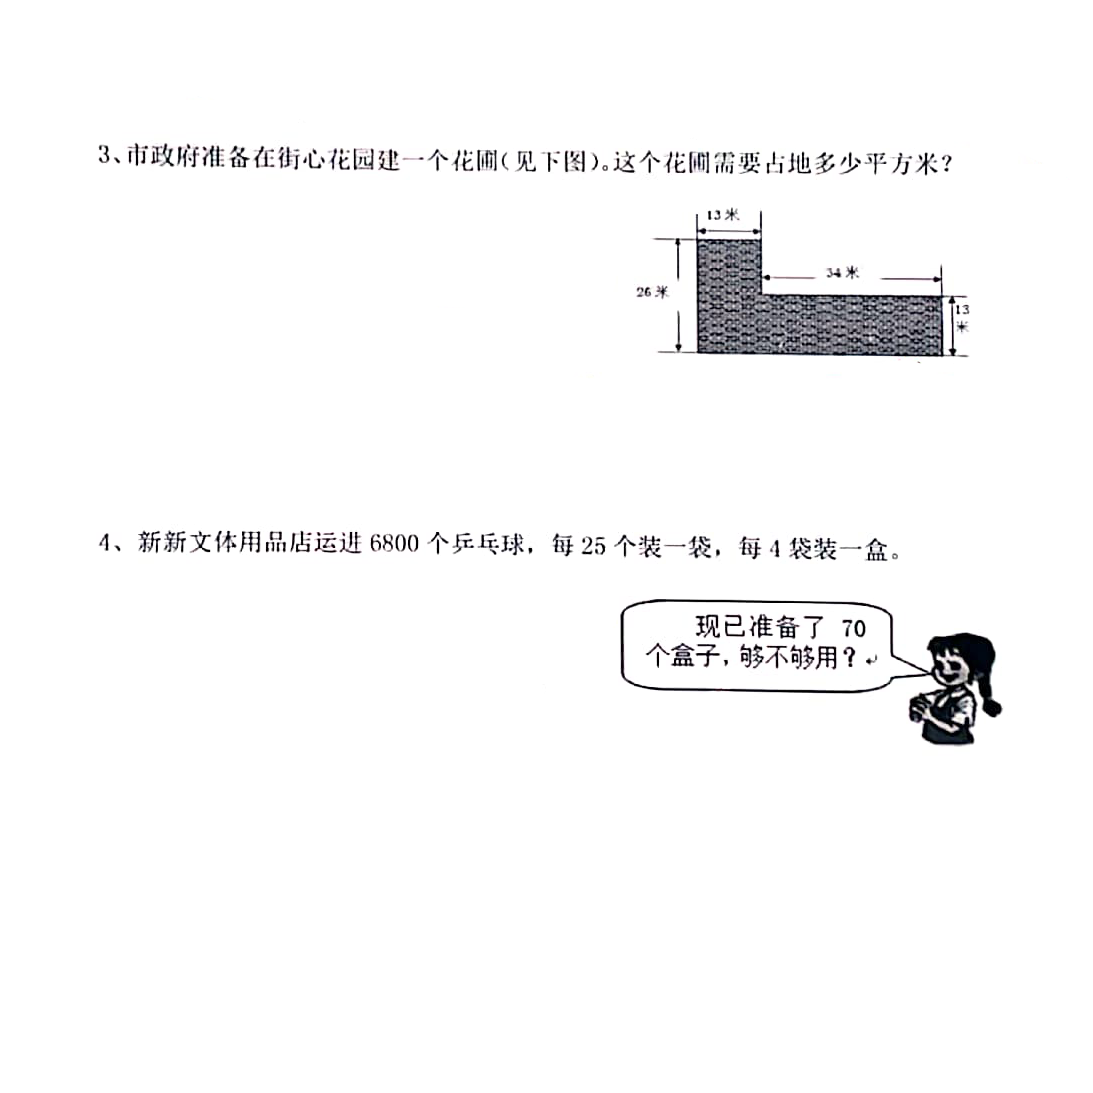 3、市政府准备在街心花园建一个花圃(见下图)。这个花圃需要占地多少平方米?
13米
34米
26米
13
米
4、新新文体用品店运进 6800 个乒乓球，每 25 个装一袋，每 4 袋装一盒。
现已准备了 70
个盒子，够不够用？